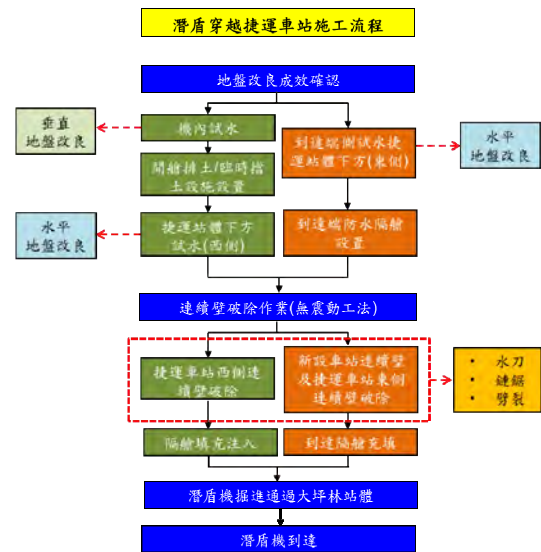 潛盾穿越捷運車站施工流程
地盤改良成效確認
垂直
地盤改良
機內試水
到達端側試水捷
運站體下方(東側)
水平
地盤改良
開艙排土/臨時擋
土設施設置
水平
地盤改良
捷運站體下方
試水(西側)
到達端防水隔艙
設置
連續壁破除作業(無震動工法)
捷運車站西側連
續壁破除
新設車站連續壁
及捷運車站東側
連續壁破除
• 水刀
• 鏈鋸
• 劈裂
隔艙填充注入
到達隔艙充填
潛盾機掘進通過大坪林站體
潛盾機到達